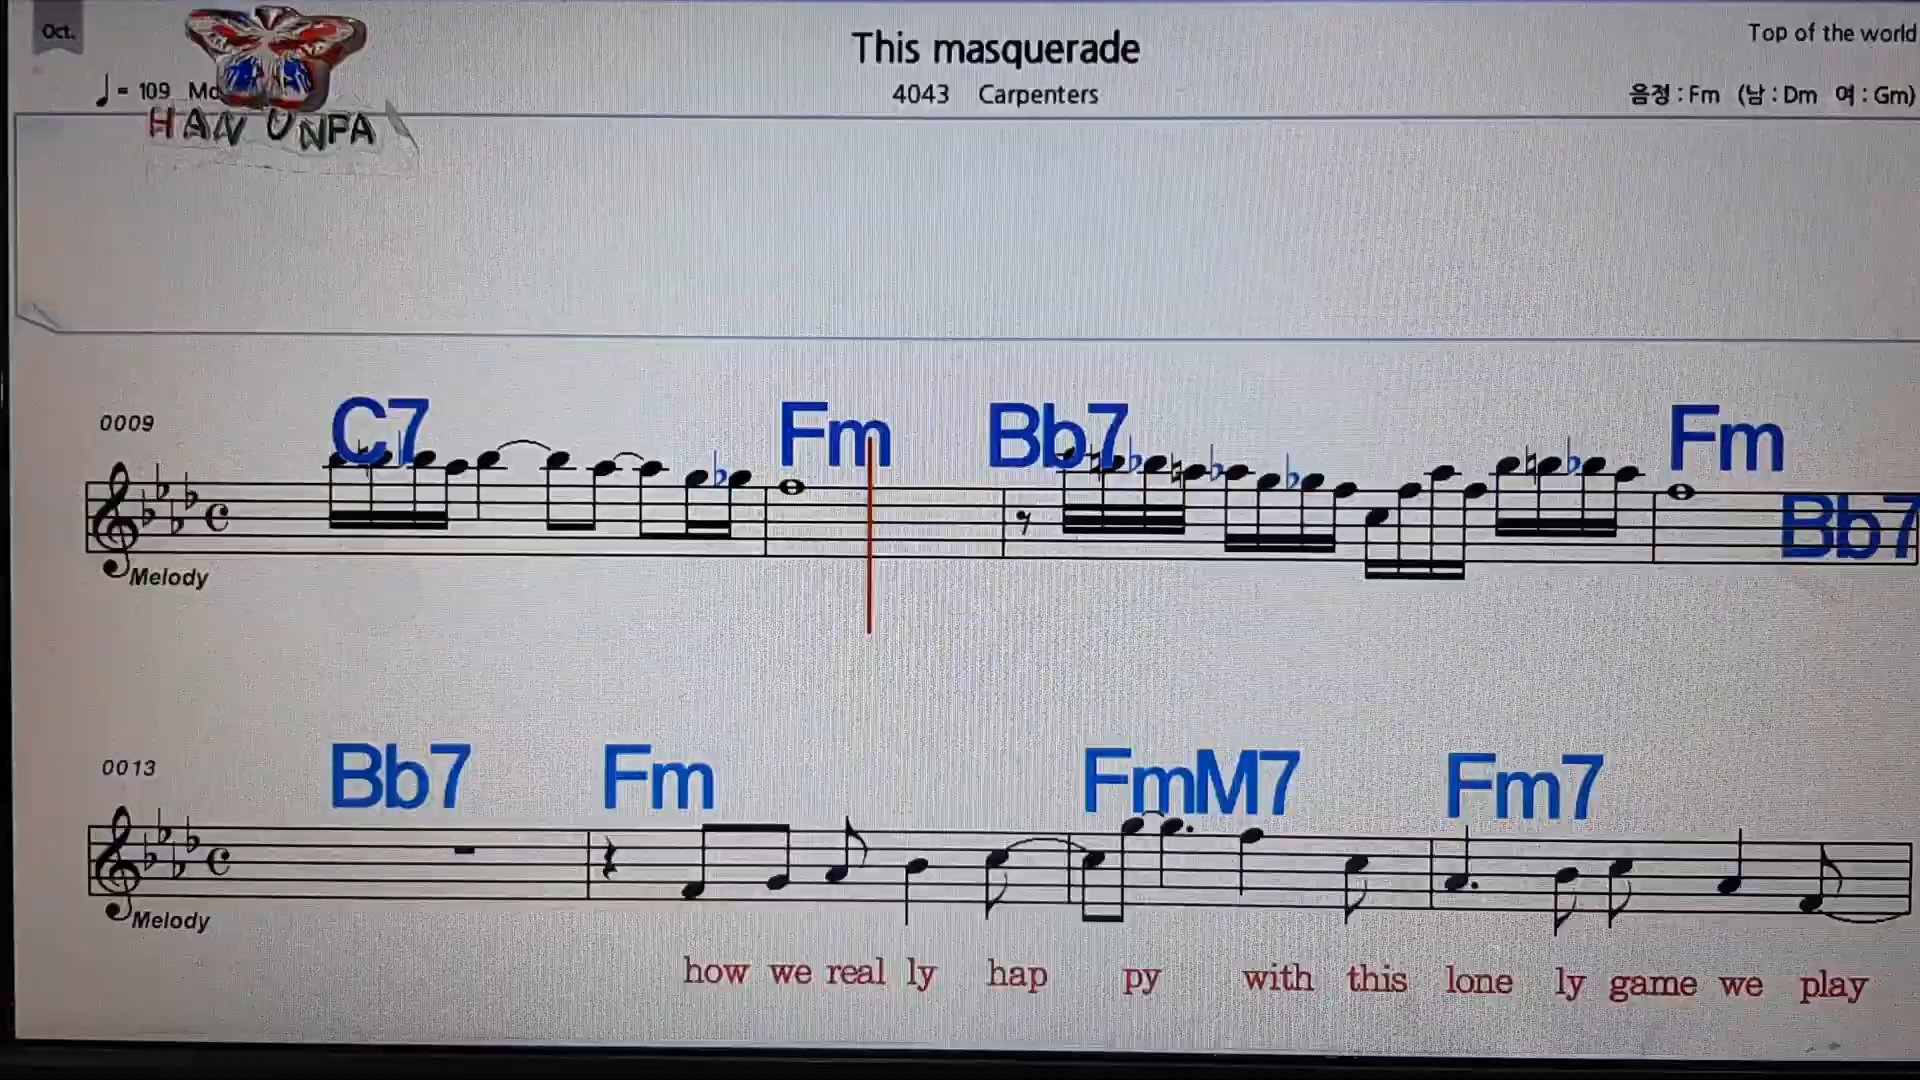 Oct.
This masquerade
Top of the world
= 109
4043 Carpenters
음정 : Fm (남 : Dm 여 : Gm)
HAN UNPA
C7 Fm Bb7 Fm
0009
Bb7
Melody
0013
Bb7 Fm FmM7 Fm7
Melody
how we real ly hap py with this lone ly game we play